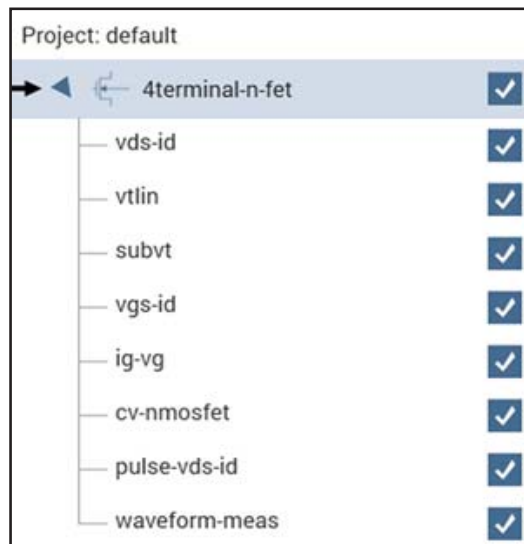 Project: default
4terminal-n-fet
vds-id
vtlin
subvt
vgs-id
ig-vg
cv-nmosfet
pulse-vds-id
waveform-meas